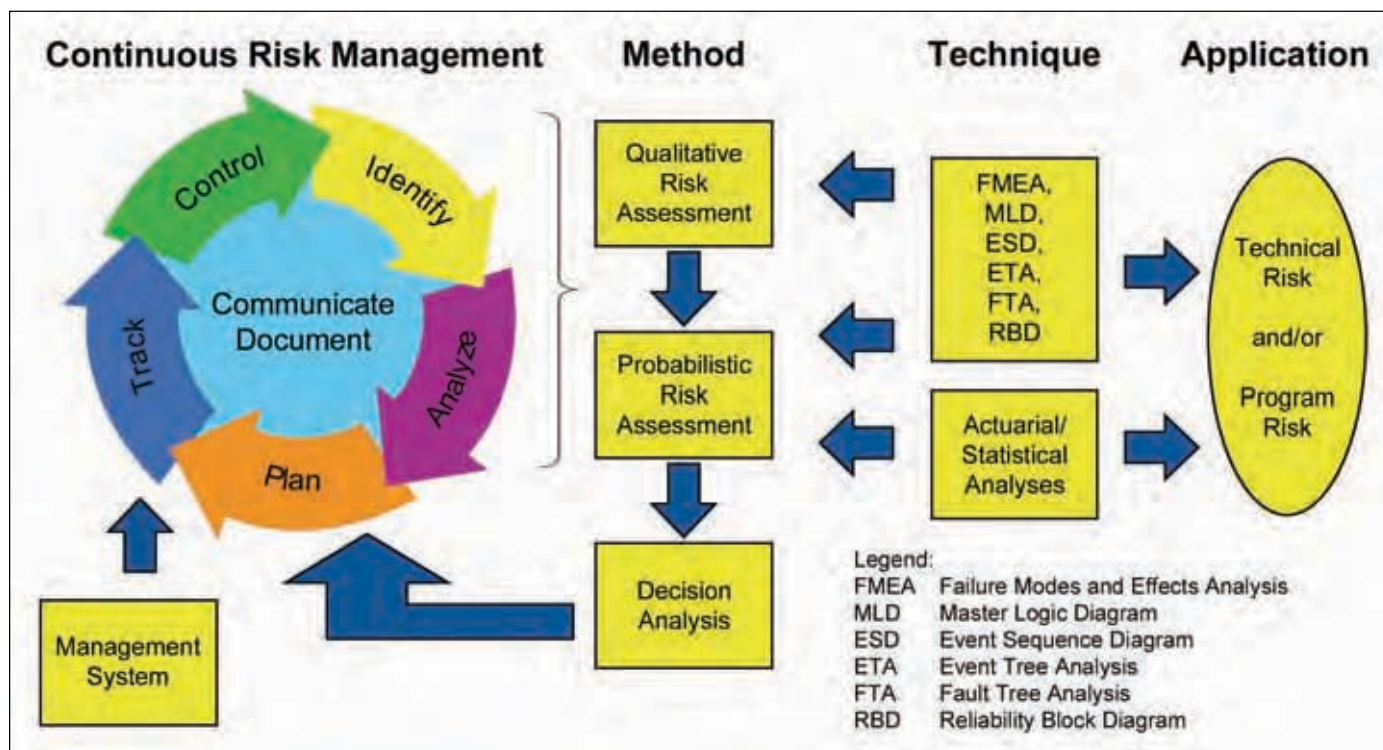 Continuous Risk Management
Method
Technique
Application
Control
Identify
Analyze
Plan
Track
Communicate
Document
Management
System
Qualitative
Risk
Assessment
Probabilistic
Risk
Assessment
Decision
Analysis
FMEA,
MLD,
ESD,
ETA,
FTA,
RBD
Actuarial/
Statistical
Analyses
Technical
Risk
and/or
Program
Risk
Legend:
FMEA Failure Modes and Effects Analysis
MLD Master Logic Diagram
ESD Event Sequence Diagram
ETA Event Tree Analysis
FTA Fault Tree Analysis
RBD Reliability Block Diagram